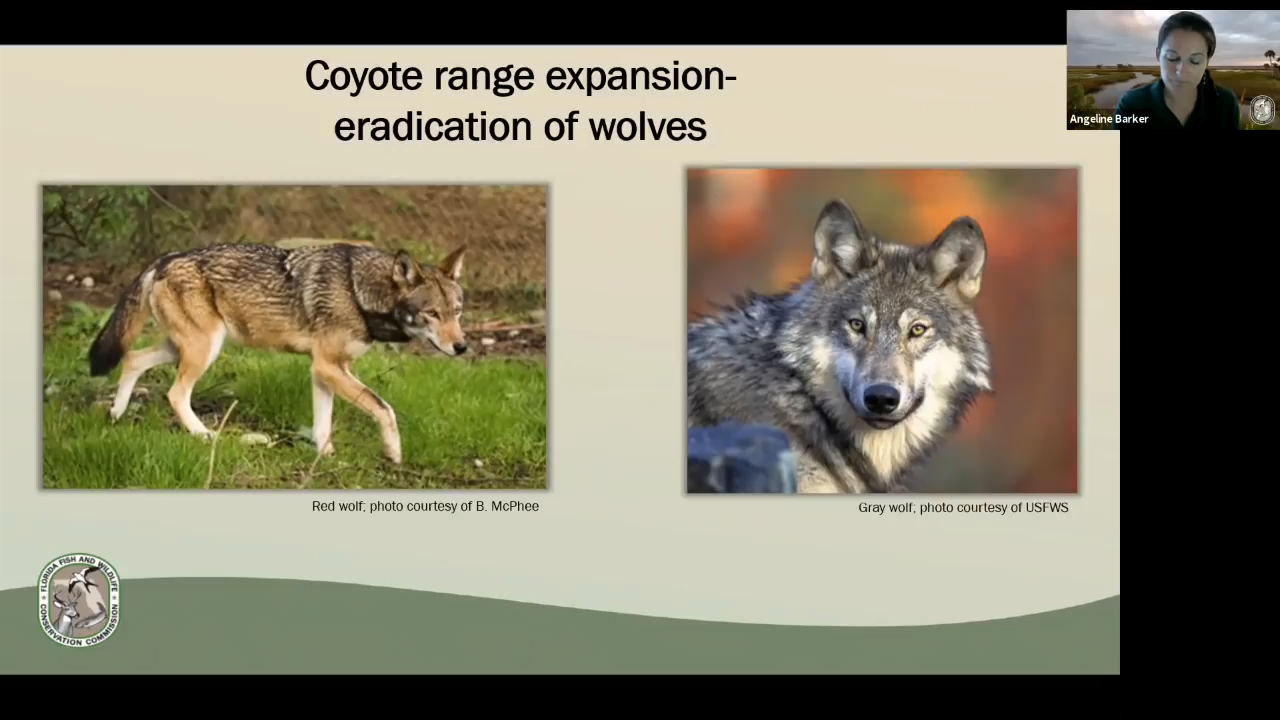 Coyote range expansion-
eradication of wolves
Angeline Barker
Red wolf; photo courtesy of B. McPhee
Gray wolf; photo courtesy of USFWS
FLORIDA FISH AND WILDLIFE
CONSERVATION COMMISSION